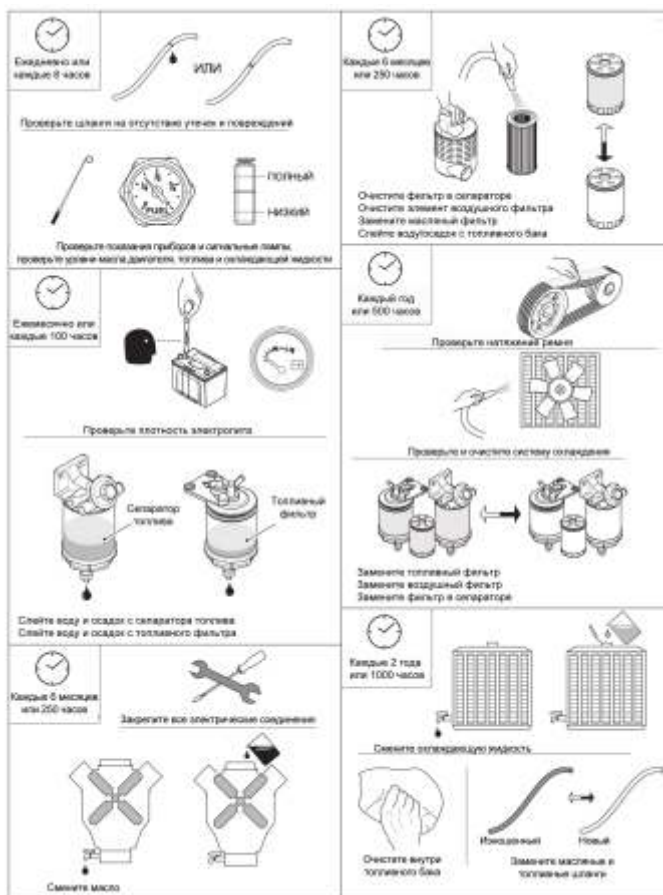 Ежедневно или
каждые 8 часов
ИЛИ
Проверьте шланги на отсутствие утечек и повреждений
FUEL
ПОЛНЫЙ
НИЗКИЙ
Проверьте показания приборов и сигнальные лампы,
проверьте уровни масла двигателя, топлива и охлаждающей жидкости
Ежемесячно или
каждые 100 часов
Проверьте плотность электролита
Сепаратор
топлива
Топливный
фильтр
Слейте воду и осадок с сепаратора топлива
Слейте воду и осадок с топливного фильтра
Каждые 6 месяцев
или 250 часов
Закрепите все электрические соединения
Смените масло
Каждые 6 месяцев
или 250 часов
Очистите фильтр в сепараторе
Очистите элемент воздушного фильтра
Замените масляный фильтр
Слейте воду/осадок с топливного бака
Каждый год
или 500 часов
Проверьте натяжений ремня
Проверьте и очистите систему охлаждения
Замените топливный фильтр
Замените воздушный фильтр
Замените фильтр в сепараторе
Каждые 2 года
или 1000 часов
Смените охлаждающую жидкость
Очистите внутри
топливного бака
Изношенный
Новый
Замените масляные и
топливные шланги